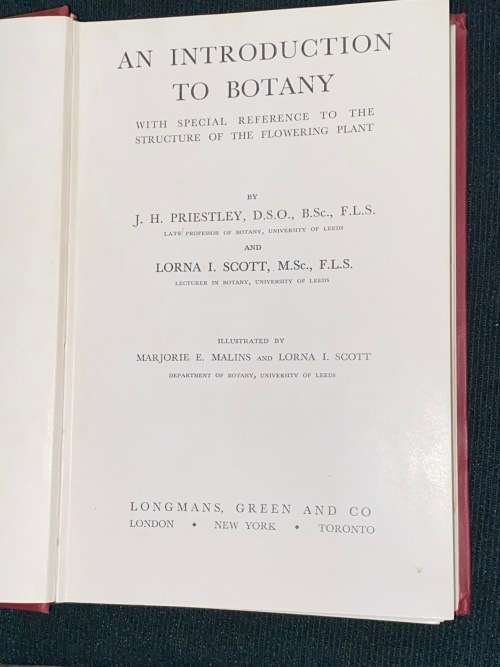 AN INTRODUCTION
TO BOTANY
WITH SPECIAL REFERENCE TO THE
STRUCTURE OF THE FLOWERING PLANT
BY
J. H. PRIESTLEY, D.S.O., B.Sc., F.L.S.
LATE PROFESSOR OF BOTANY, UNIVERSITY OF LEEDS
AND
LORNA I. SCOTT, M.Sc., F.L.S.
LECTURER IN BOTANY, UNIVERSITY OF LEEDS
ILLUSTRATED BY
MARJORIE E. MALINS AND LORNA I. SCOTT
DEPARTMENT OF BOTANY, UNIVERSITY OF LEEDS
LONGMANS, GREEN AND CO
LONDON ◆ NEW YORK ◆ TORONTO